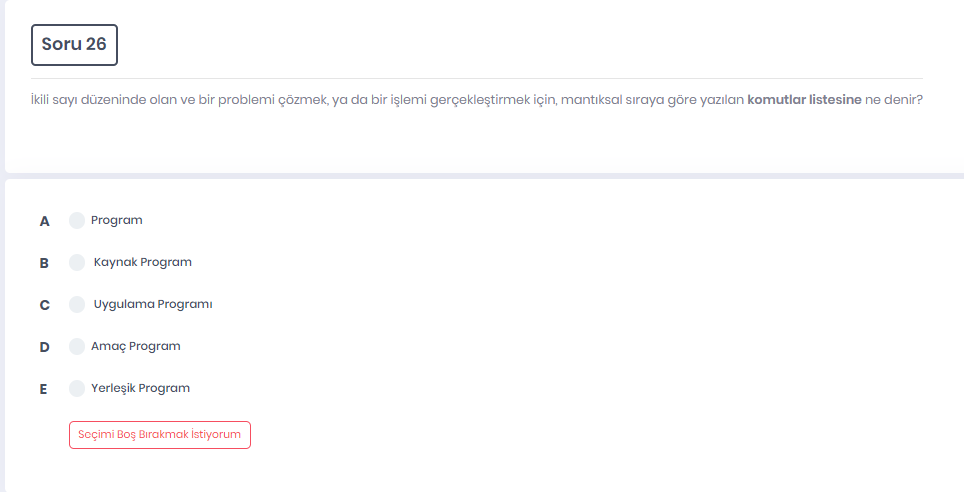 Soru 26
İkili sayı düzeninde olan ve bir problemi çözmek, ya da bir işlemi gerçekleştirmek için, mantıksal sıraya göre yazılan komutlar listesine ne denir?
A Program
B Kaynak Program
C Uygulama Programı
D Amaç Program
E Yerleşik Program
Seçimi Boş Bırakmak İstiyorum